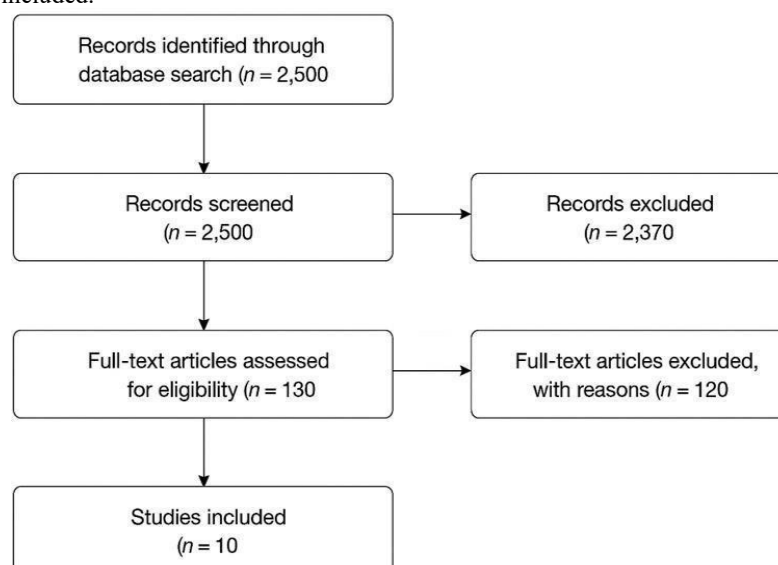 included.
Records identified through
database search (n = 2,500
Records screened
(n = 2,500
Records excluded
(n = 2,370
Full-text articles assessed
for eligibility (n = 130
Full-text articles excluded,
with reasons (n = 120
Studies included
(n = 10